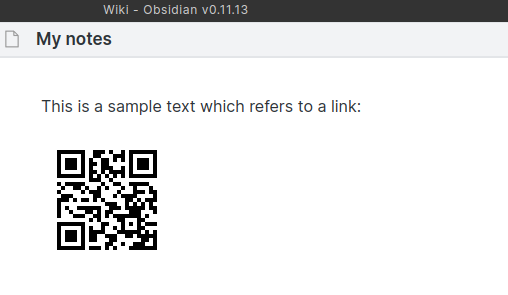 Wiki - Obsidian v0.11.13
My notes
This is a sample text which refers to a link: